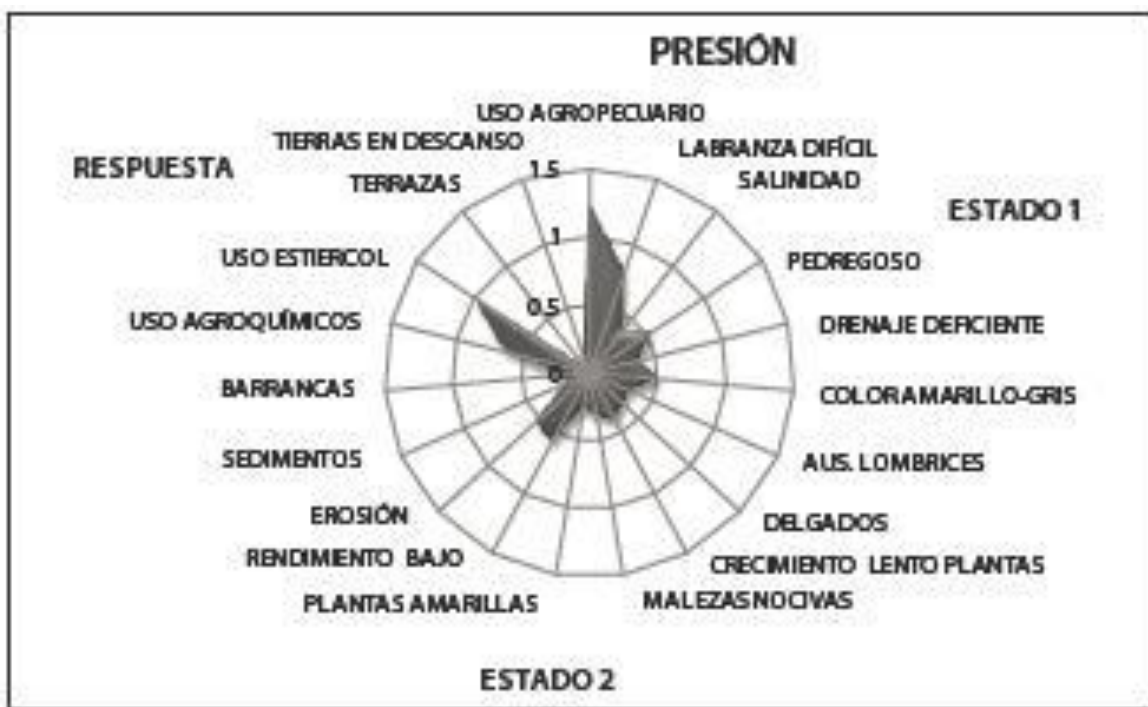 PRESIÓN
USO AGROPECUARIO
TIERRAS EN DESCANSO
LABRANZA DIFÍCIL
RESPUESTA
1.5
TERRAZAS
SALINIDAD
ESTADO 1
1
USO ESTIERCOL
PEDREGOSO
0.5
USO AGROQUÍMICOS
DRENAJE DEFICIENTE
0
BARRANCAS
COLOR AMARILLO-GRIS
SEDIMENTOS
AUS. LOMBRICES
EROSIÓN
DELGADOS
RENDIMIENTO BAJO
CRECIMIENTO LENTO PLANTAS
PLANTAS AMARILLAS
MALEZAS NOCIVAS
ESTADO 2